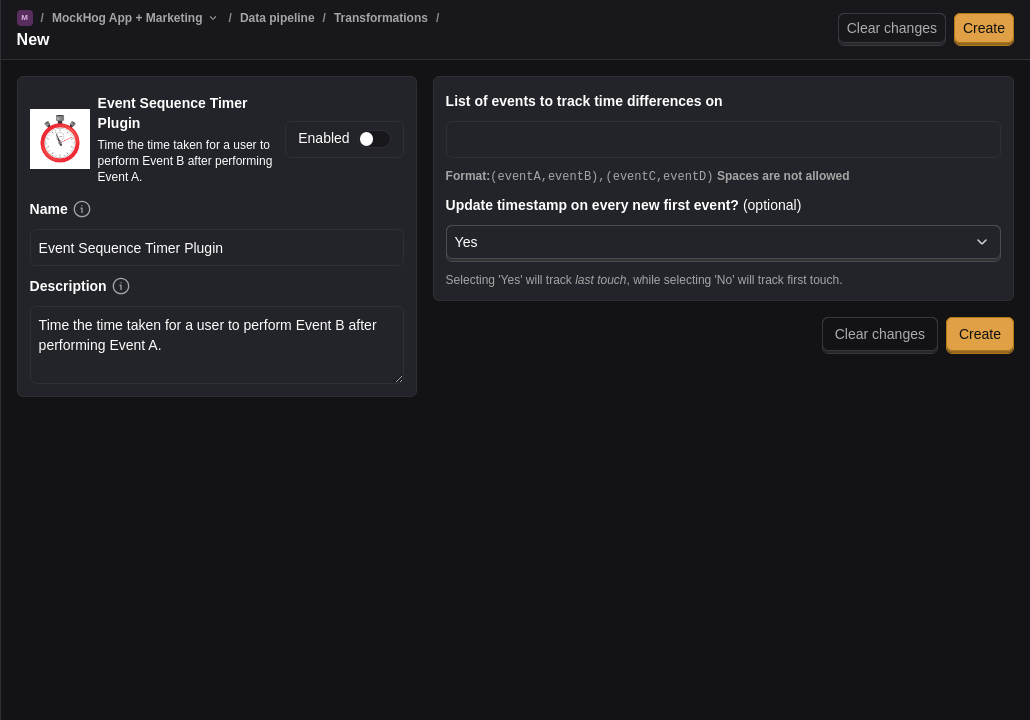 M / MockHog App + Marketing / Data pipeline / Transformations /
New
Clear changes
Create
Event Sequence Timer
Plugin
Time the time taken for a user to
perform Event B after performing
Event A.
Enabled
Name
Event Sequence Timer Plugin
Description
Time the time taken for a user to perform Event B after
performing Event A.
List of events to track time differences on
Format:(eventA,eventB),(eventC,eventD) Spaces are not allowed
Update timestamp on every new first event? (optional)
Yes
Selecting 'Yes' will track last touch, while selecting 'No' will track first touch.
Clear changes
Create